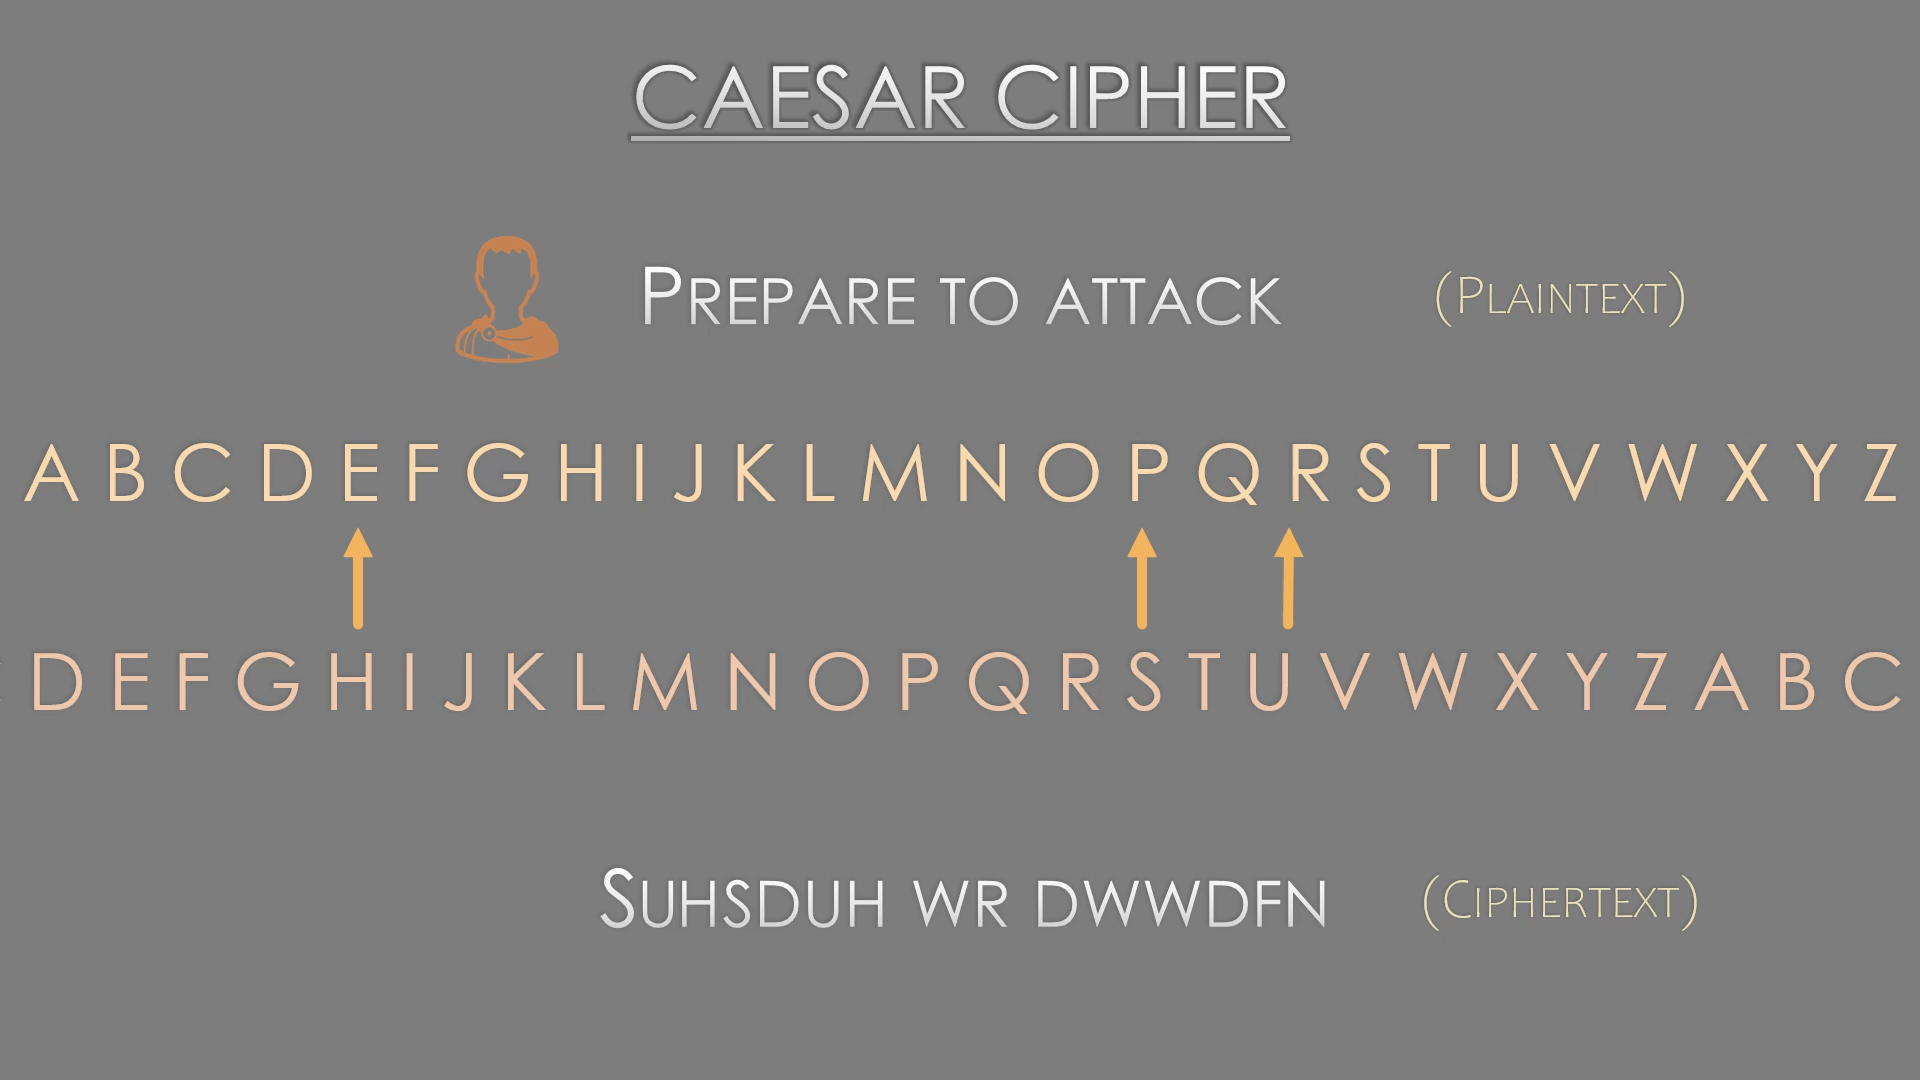 CAESAR CIPHER
PREPARE TO ATTACK (PLAINTEXT)
A B C D E F G H I J K L M N O P Q R S T U V W X Y Z
D E F G H I J K L M N O P Q R S T U V W X Y Z A B C
SUHSDUH WR DWWDFN (CIPHERTEXT)